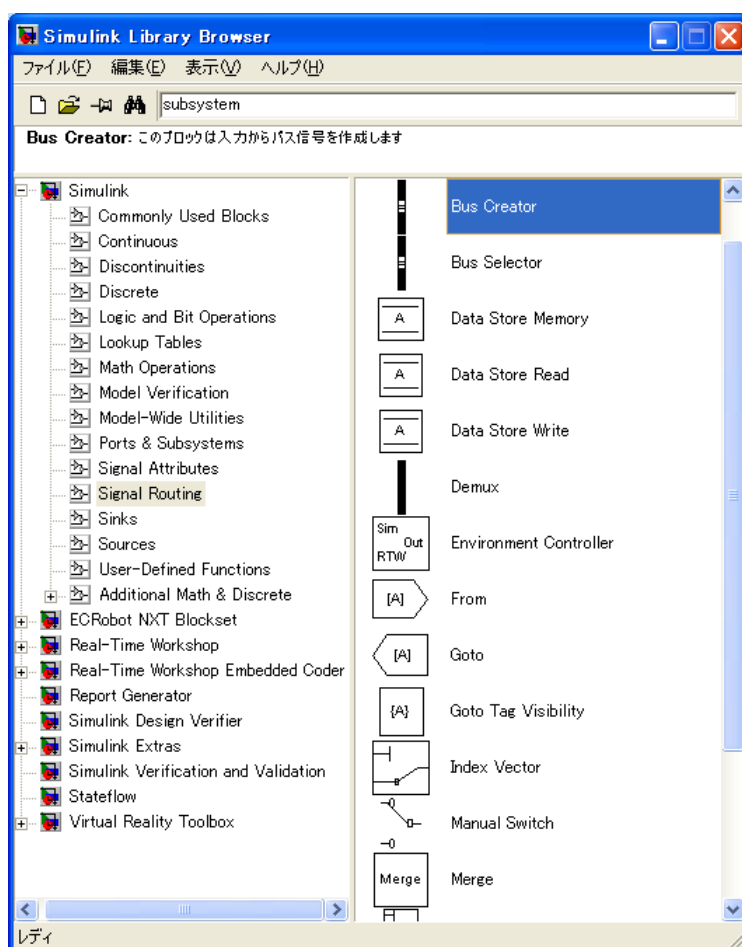 Simulink Library Browser
ファイル(F) 編集(E) 表示(V) ヘルプ(H)
subsystem
Bus Creator: このブロックは入力からバス信号を作成します
Simulink
Commonly Used Blocks
Continuous
Discontinuities
Discrete
Logic and Bit Operations
Lookup Tables
Math Operations
Model Verification
Model-Wide Utilities
Ports & Subsystems
Signal Attributes
Signal Routing
Sinks
Sources
User-Defined Functions
Additional Math & Discrete
ECRobot NXT Blockset
Real-Time Workshop
Real-Time Workshop Embedded Coder
Report Generator
Simulink Design Verifier
Simulink Extras
Simulink Verification and Validation
Stateflow
Virtual Reality Toolbox
Bus Creator
Bus Selector
A Data Store Memory
A Data Store Read
A Data Store Write
Demux
Sim
Out Environment Controller
RTW
[A] From
[A] Goto
{A} Goto Tag Visibility
Index Vector
Manual Switch
Merge Merge
レディ